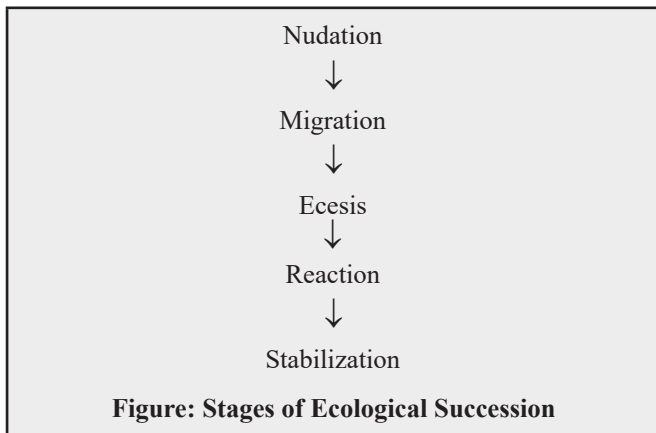 Nudation
↓
Migration
↓
Ecesis
↓
Reaction
↓
Stabilization
Figure: Stages of Ecological Succession